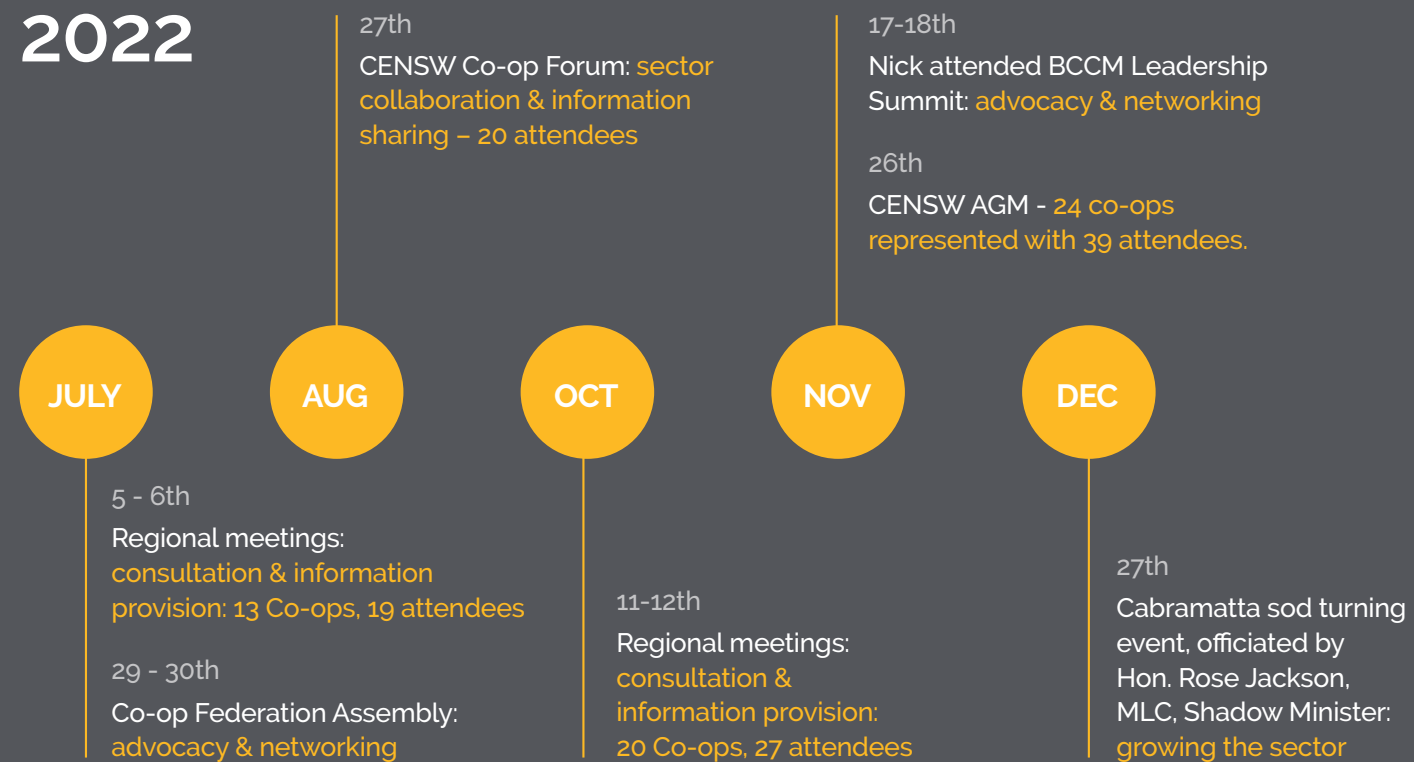 2022
27th
CENSW Co-op Forum: sector
collaboration & information
sharing – 20 attendees
17-18th
Nick attended BCCM Leadership
Summit: advocacy & networking
26th
CENSW AGM - 24 co-ops
represented with 39 attendees.
JULY
AUG
OCT
NOV
DEC
5 - 6th
Regional meetings:
consultation & information
provision: 13 Co-ops, 19 attendees
29 - 30th
Co-op Federation Assembly:
advocacy & networking
11-12th
Regional meetings:
consultation &
information provision:
20 Co-ops, 27 attendees
27th
Cabramatta sod turning
event, officiated by
Hon. Rose Jackson,
MLC, Shadow Minister:
growing the sector